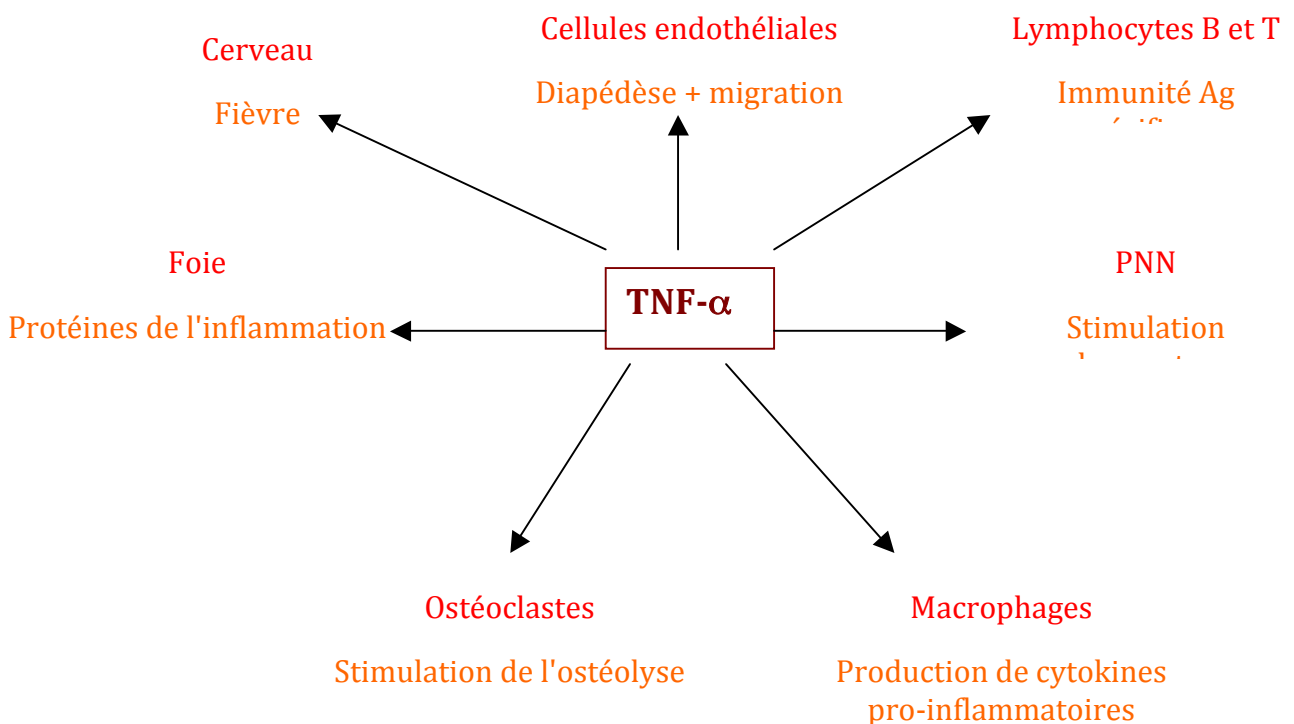 Cerveau
Fièvre
Cellules endothéliales
Diapédèse + migration
Lymphocytes B et T
Immunité Ag
Foie
Protéines de l'inflammation
TNF-α
PNN
Stimulation
Ostéoclastes
Stimulation de l'ostéolyse
Macrophages
Production de cytokines
pro-inflammatoires